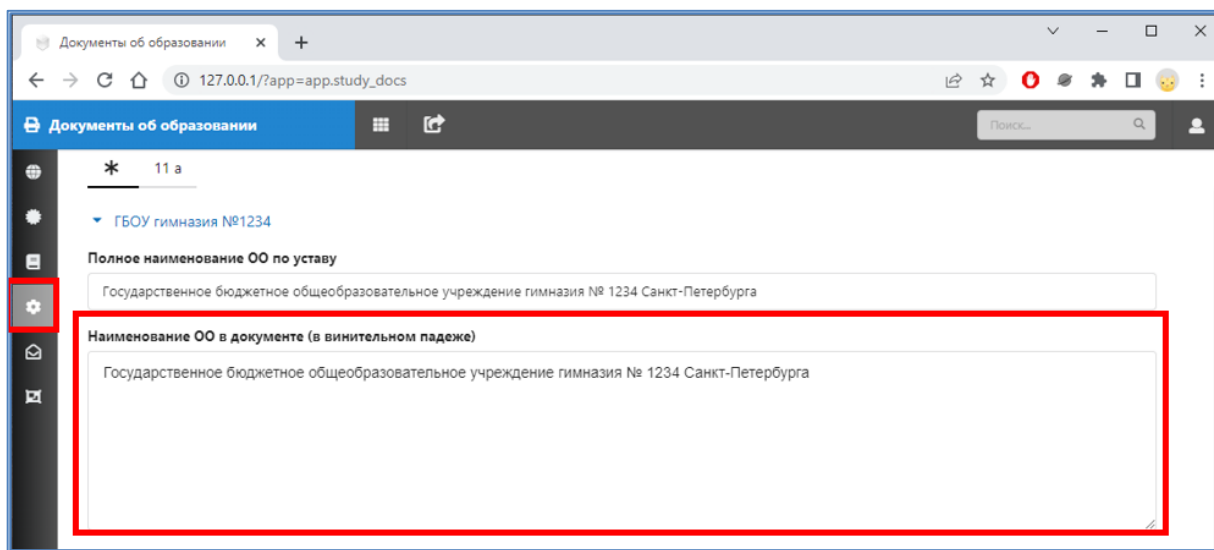 Документы об образовании
127.0.0.1/?app=app.study_docs
Документы об образовании
Поиск...
11 а
ГБОУ гимназия №1234
Полное наименование ОО по уставу
Государственное бюджетное общеобразовательное учреждение гимназия № 1234 Санкт-Петербурга
Наименование ОО в документе (в винительном падеже)
Государственное бюджетное общеобразовательное учреждение гимназия № 1234 Санкт-Петербурга